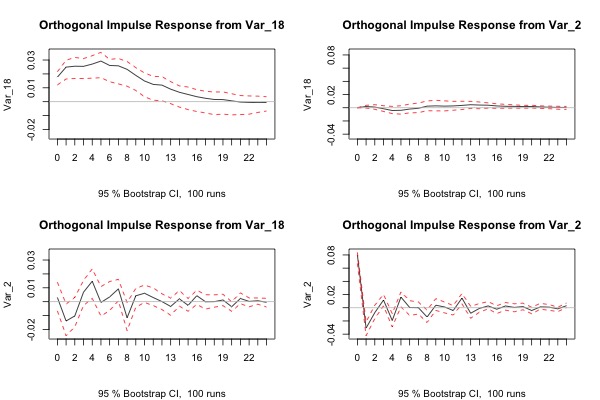 Orthogonal Impulse Response from Var_18
Var_18
-0.02 0.01 0.03
0 2 4 6 8 10 13 16 19 22
95 % Bootstrap CI, 100 runs
Orthogonal Impulse Response from Var_2
Var_18
-0.04 0.02 0.08
0 2 4 6 8 10 13 16 19 22
95 % Bootstrap CI, 100 runs
Orthogonal Impulse Response from Var_18
Var_2
-0.02 0.01 0.03
0 2 4 6 8 10 13 16 19 22
95 % Bootstrap CI, 100 runs
Orthogonal Impulse Response from Var_2
Var_2
-0.04 0.02 0.08
0 2 4 6 8 10 13 16 19 22
95 % Bootstrap CI, 100 runs